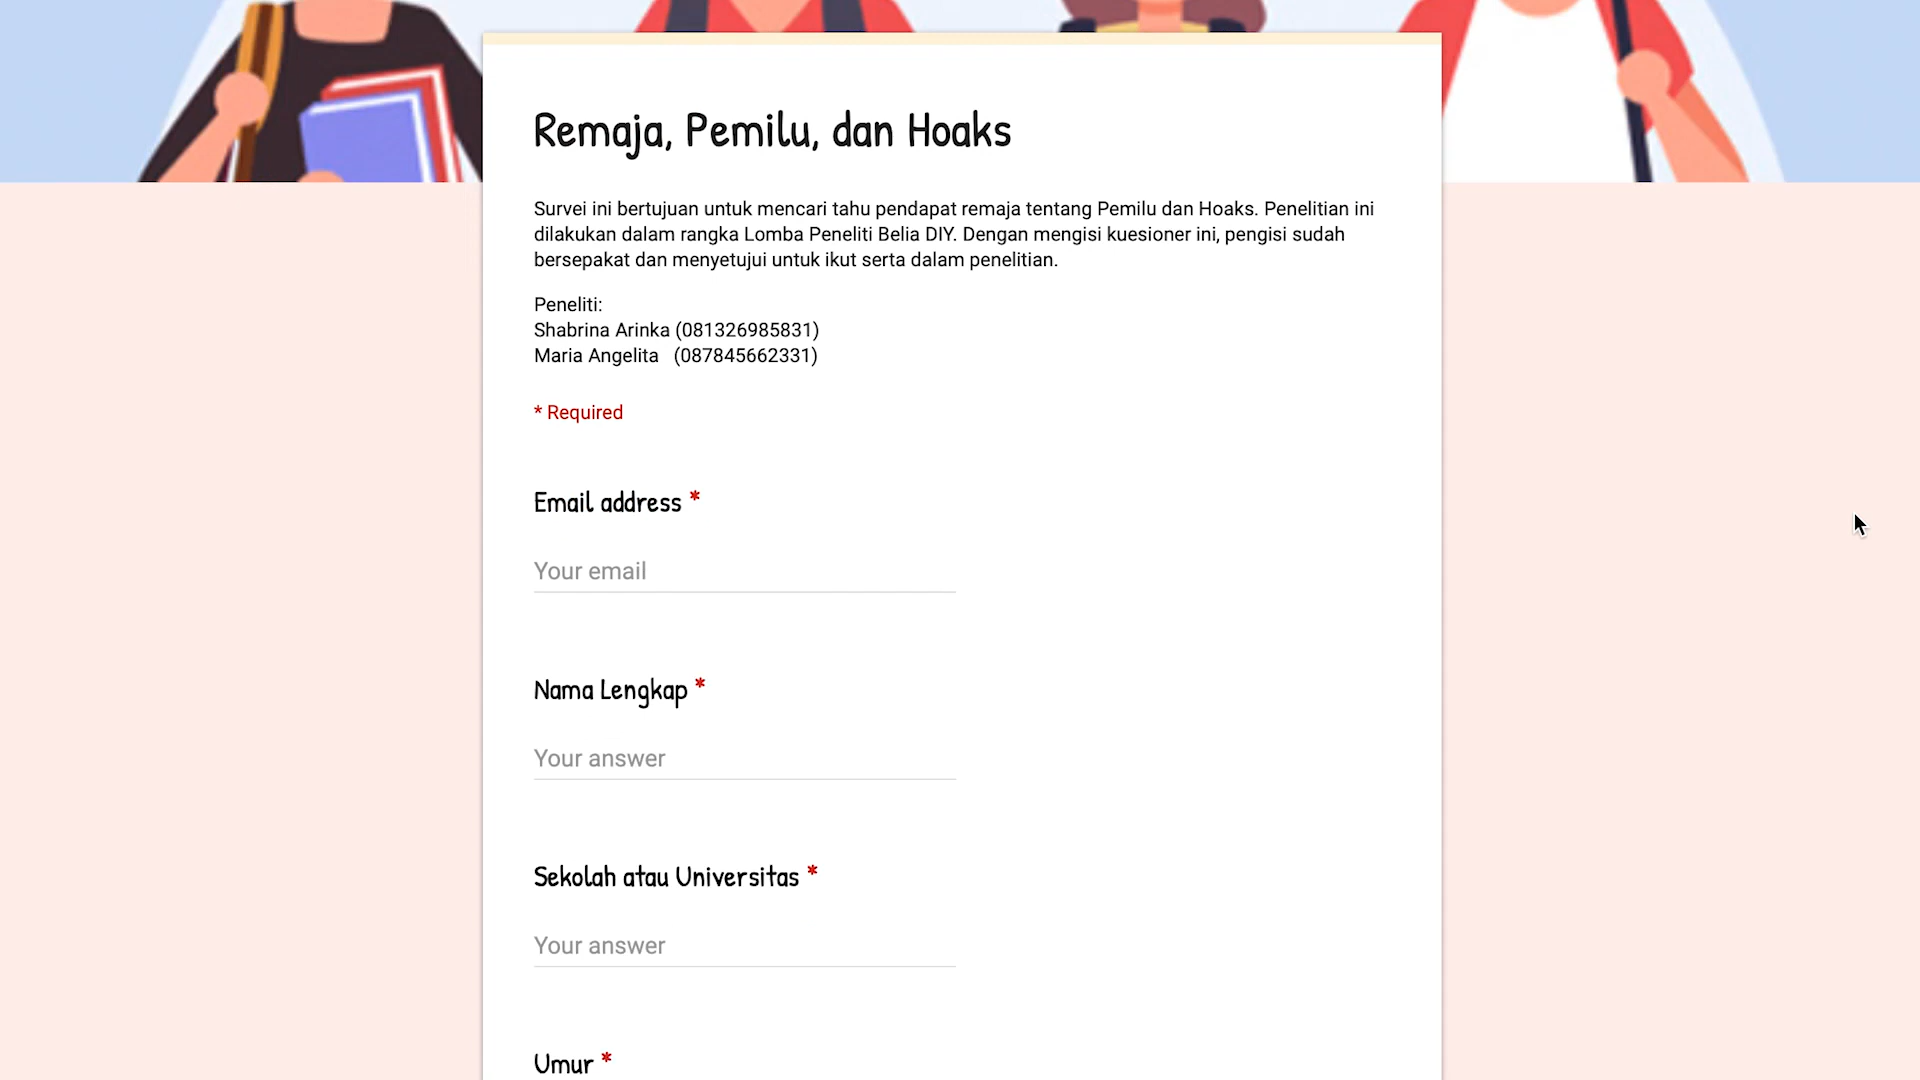 Remaja, Pemilu, dan Hoaks
Survei ini bertujuan untuk mencari tahu pendapat remaja tentang Pemilu dan Hoaks. Penelitian ini
dilakukan dalam rangka Lomba Peneliti Belia DIY. Dengan mengisi kuesioner ini, pengisi sudah
bersepakat dan menyetujui untuk ikut serta dalam penelitian.
Peneliti:
Shabrina Arinka (081326985831)
Maria Angelita (087845662331)
* Required
Email address *
Your email
Nama Lengkap *
Your answer
Sekolah atau Universitas *
Your answer
Umur *